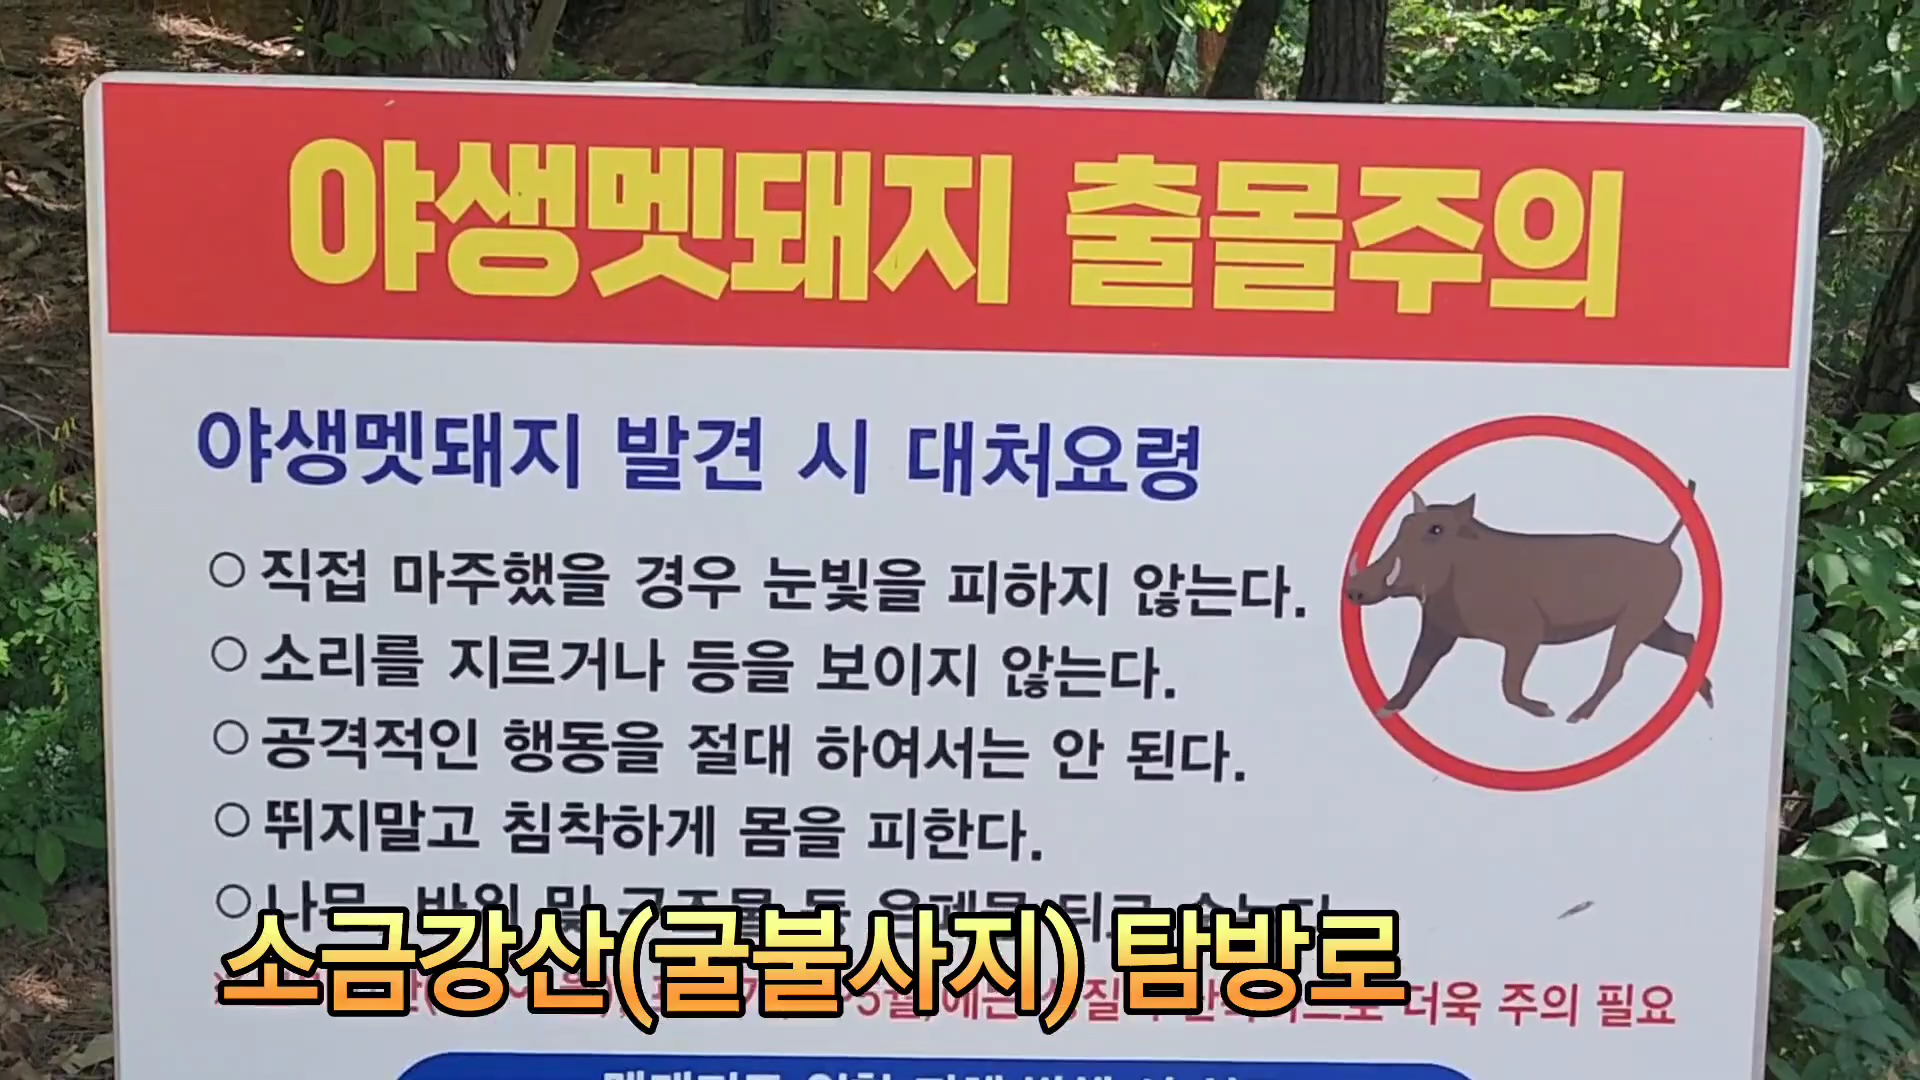 야생멧돼지 출몰주의
야생멧돼지 발견 시 대처요령
○ 직접 마주했을 경우 눈빛을 피하지 않는다.
○ 소리를 지르거나 등을 보이지 않는다.
○ 공격적인 행동을 절대 하여서는 안 된다.
○ 뛰지말고 침착하게 몸을 피한다.
○ 나무, 바위 및
소금강산(굴불사지) 탐방로
더욱 주의 필요